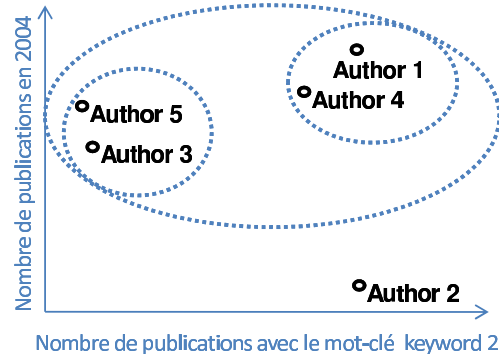 Nombre de publications en 2004
Author 1
Author 4
Author 5
Author 3
Author 2
Nombre de publications avec le mot-clé keyword 2